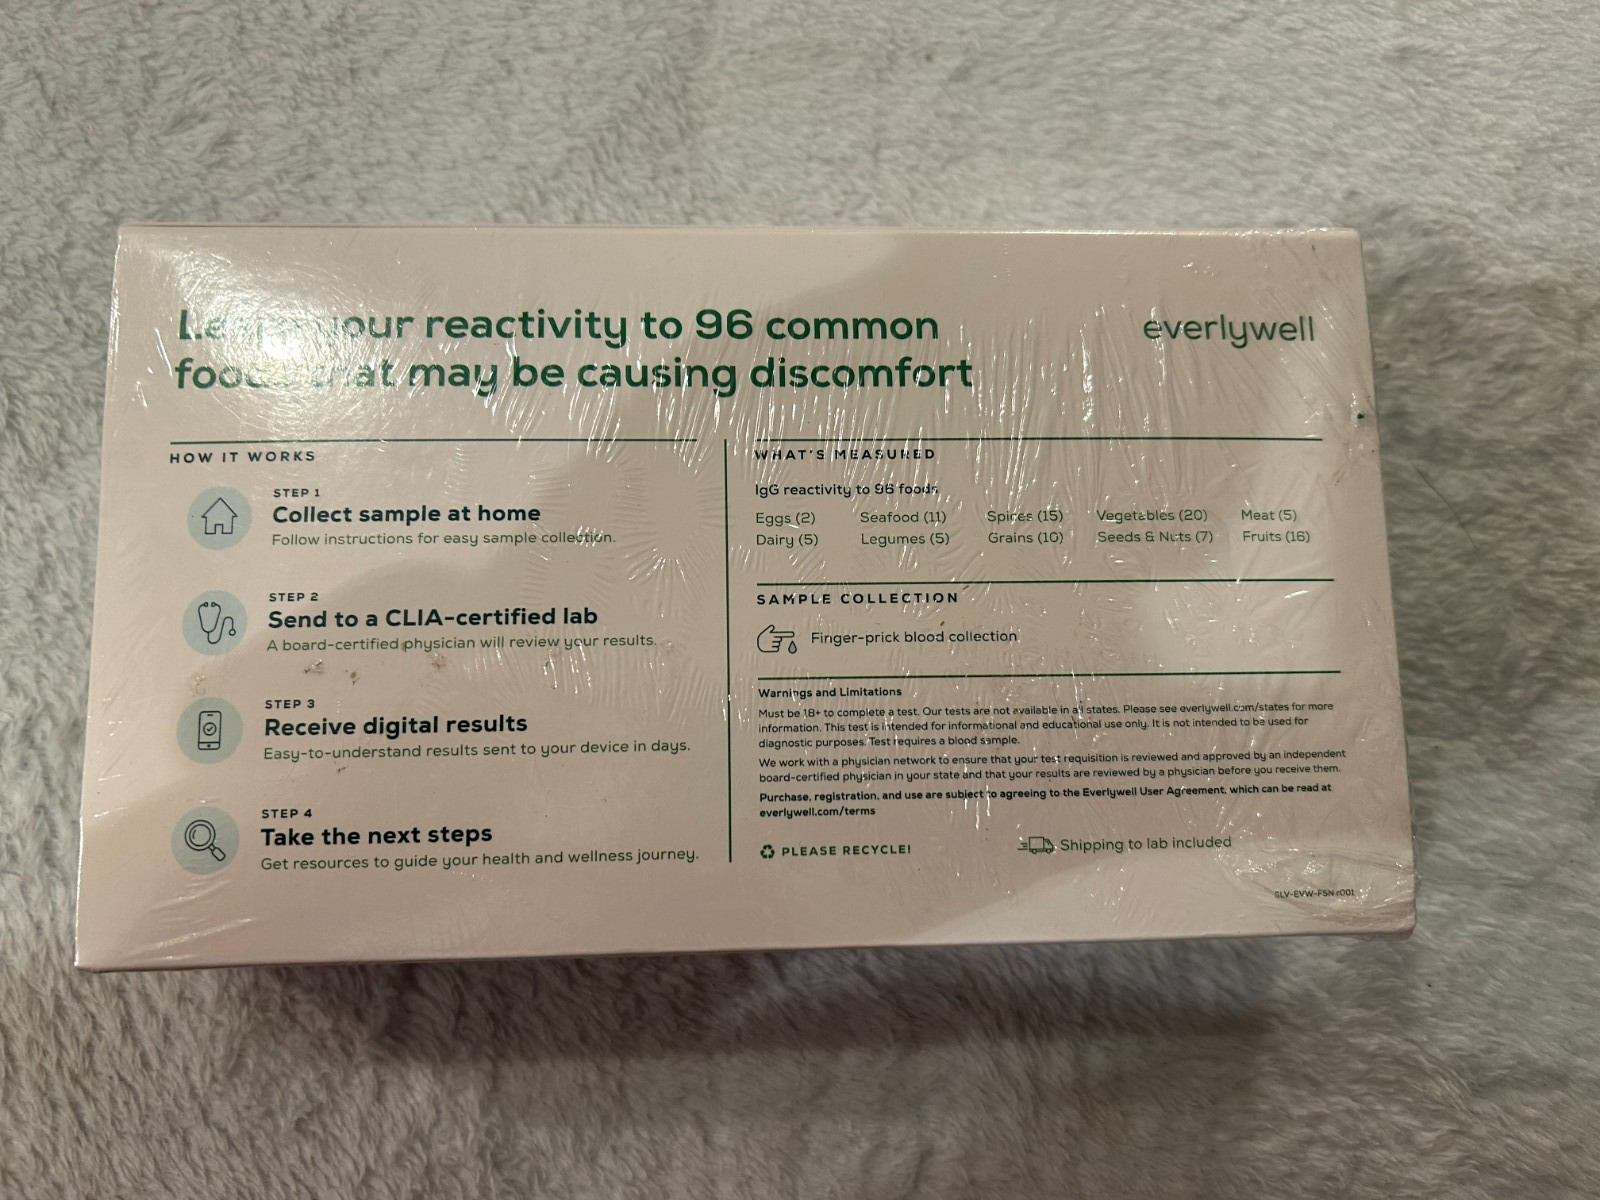 Learn your reactivity to 96 common
foods that may be causing discomfort
everlywell
HOW IT WORKS
STEP 1
Collect sample at home
Follow instructions for easy sample collection.
STEP 2
Send to a CLIA-certified lab
A board-certified physician will review your results.
STEP 3
Receive digital results
Easy-to-understand results sent to your device in days.
STEP 4
Take the next steps
Get resources to guide your health and wellness journey.
WHAT'S MEASURED
IgG reactivity to 96 foods
Eggs (2) Seafood (11) Spices (15) Vegetables (20) Meat (5)
Dairy (5) Legumes (5) Grains (10) Seeds & Nuts (7) Fruits (16)
SAMPLE COLLECTION
Finger-prick blood collection
Warnings and Limitations
Must be 18+ to complete a test. Our tests are not available in all states. Please see everlywell.com/states for more
information. This test is intended for informational and educational use only. It is not intended to be used for
diagnostic purposes. Test requires a blood sample.
We work with a physician network to ensure that your test requisition is reviewed and approved by an independent
board-certified physician in your state and that your results are reviewed by a physician before you receive them.
Purchase, registration, and use are subject to agreeing to the Everlywell User Agreement, which can be read at
everlywell.com/terms
PLEASE RECYCLE!
Shipping to lab included
SLV-EVW-FSN r001